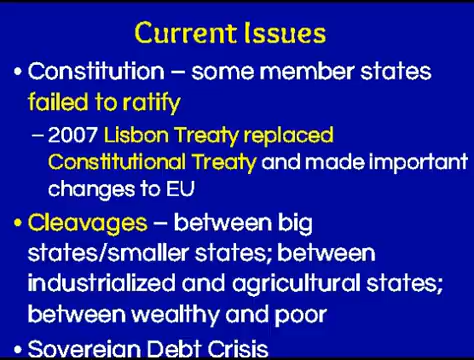 Current Issues
• Constitution – some member states
failed to ratify
– 2007 Lisbon Treaty replaced
Constitutional Treaty and made important
changes to EU
• Cleavages – between big
states/smaller states; between
industrialized and agricultural states;
between wealthy and poor
• Sovereign Debt Crisis